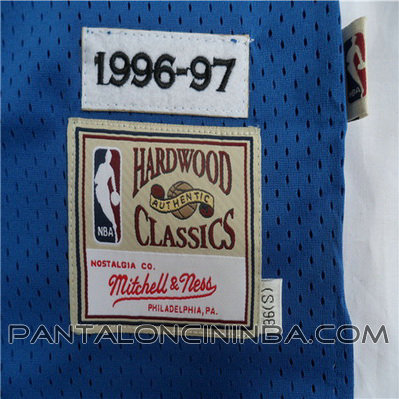 1996-97
HARDWOOD
AUTHENTIC
CLASSICS
NBA
NOSTALGIA CO.
Mitchell & Ness
PHILADELPHIA, PA.
36(S)
PANTALONCININBA.COM